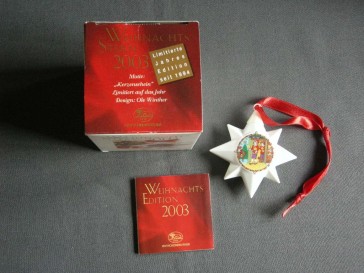 WEIHNACHTS
2003
Limitierte
Jahres
Edition
seit 1984
Motiv:
„Kerzenschein"
Limitiert auf das Jahr
Design: Ole Winther
WEIHNACHTS
EDITION
2003